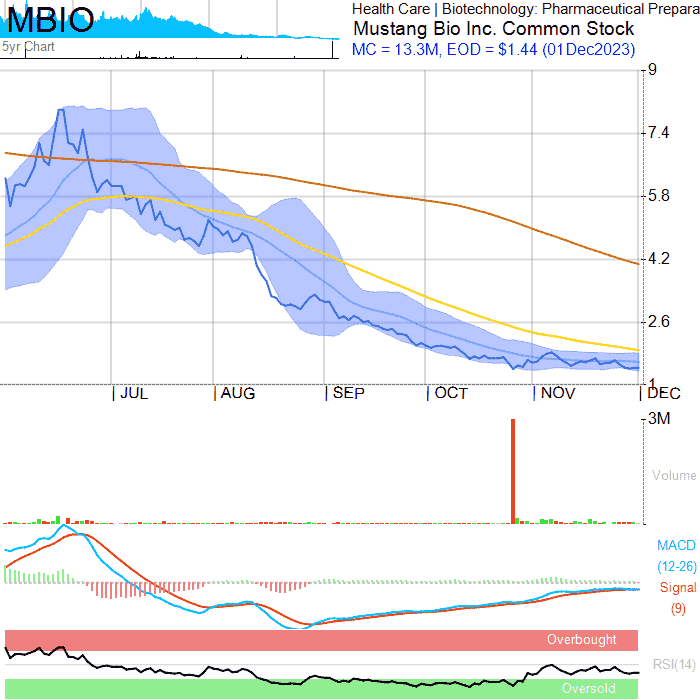 MBIO
5yr Chart
Health Care | Biotechnology: Pharmaceutical Prepara
Mustang Bio Inc. Common Stock
MC = 13.3M, EOD = $1.44 (01Dec2023)
9
7.4
5.8
4.2
2.6
1
JUL
AUG
SEP
OCT
NOV
DEC
3M
Volume
MACD
(12-26)
Signal
(9)
Overbought
RSI(14)
Oversold